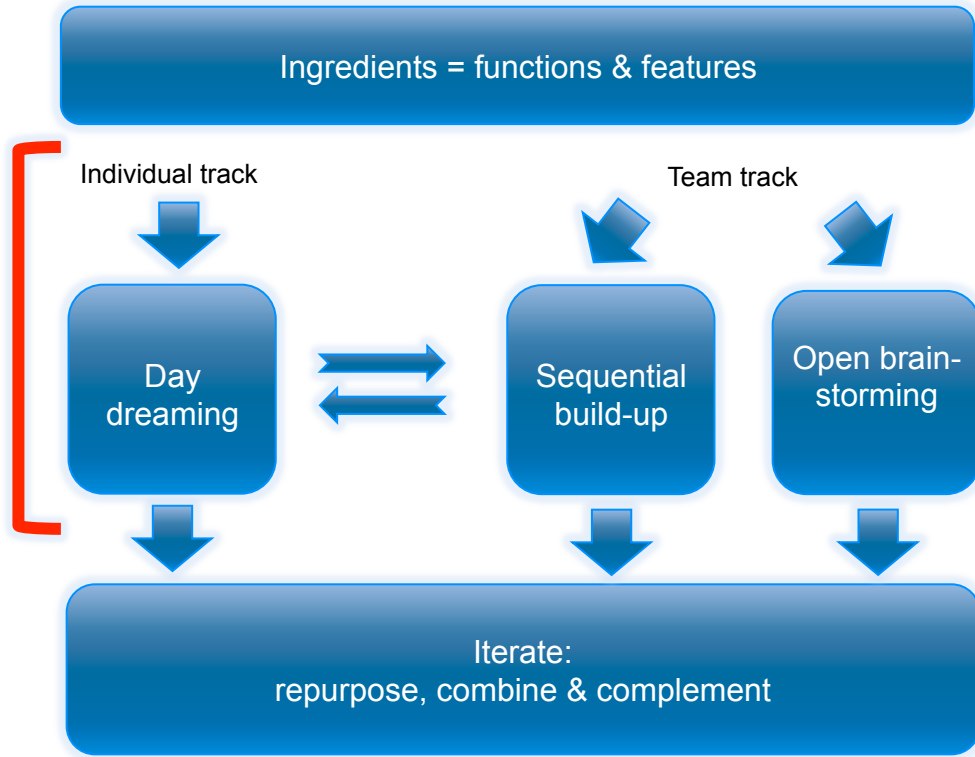 Ingredients = functions & features
Individual track
Team track
Day
dreaming
Sequential
build-up
Open brain-
storming
Iterate:
repurpose, combine & complement